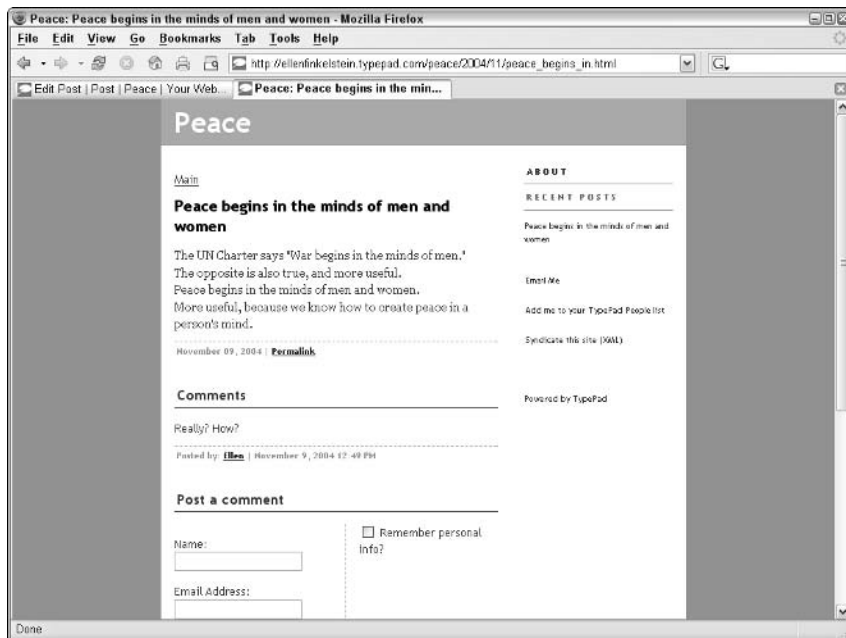 Peace: Peace begins in the minds of men and women - Mozilla Firefox
File Edit View Go Bookmarks Tab Tools Help
http://ellenfinkelstein.typepad.com/peace/2004/11/peace_begins_in.html
G
Edit Post | Post | Peace | Your Web... Peace: Peace begins in the min...
Peace
Main
Peace begins in the minds of men and
women
The UN Charter says "War begins in the minds of men."
The opposite is also true, and more useful.
Peace begins in the minds of men and women.
More useful, because we know how to create peace in a
person's mind.
November 09, 2004 | Permalink
Comments
Really? How?
Posted by: Ellen | November 9, 2004 12:49 PM
Post a comment
Name:
Remember personal
info?
Email Address:
ABOUT
RECENT POSTS
Peace begins in the minds of men and
women
Email Me
Add me to your TypePad People list
Syndicate this site (XML)
Powered by TypePad
Done